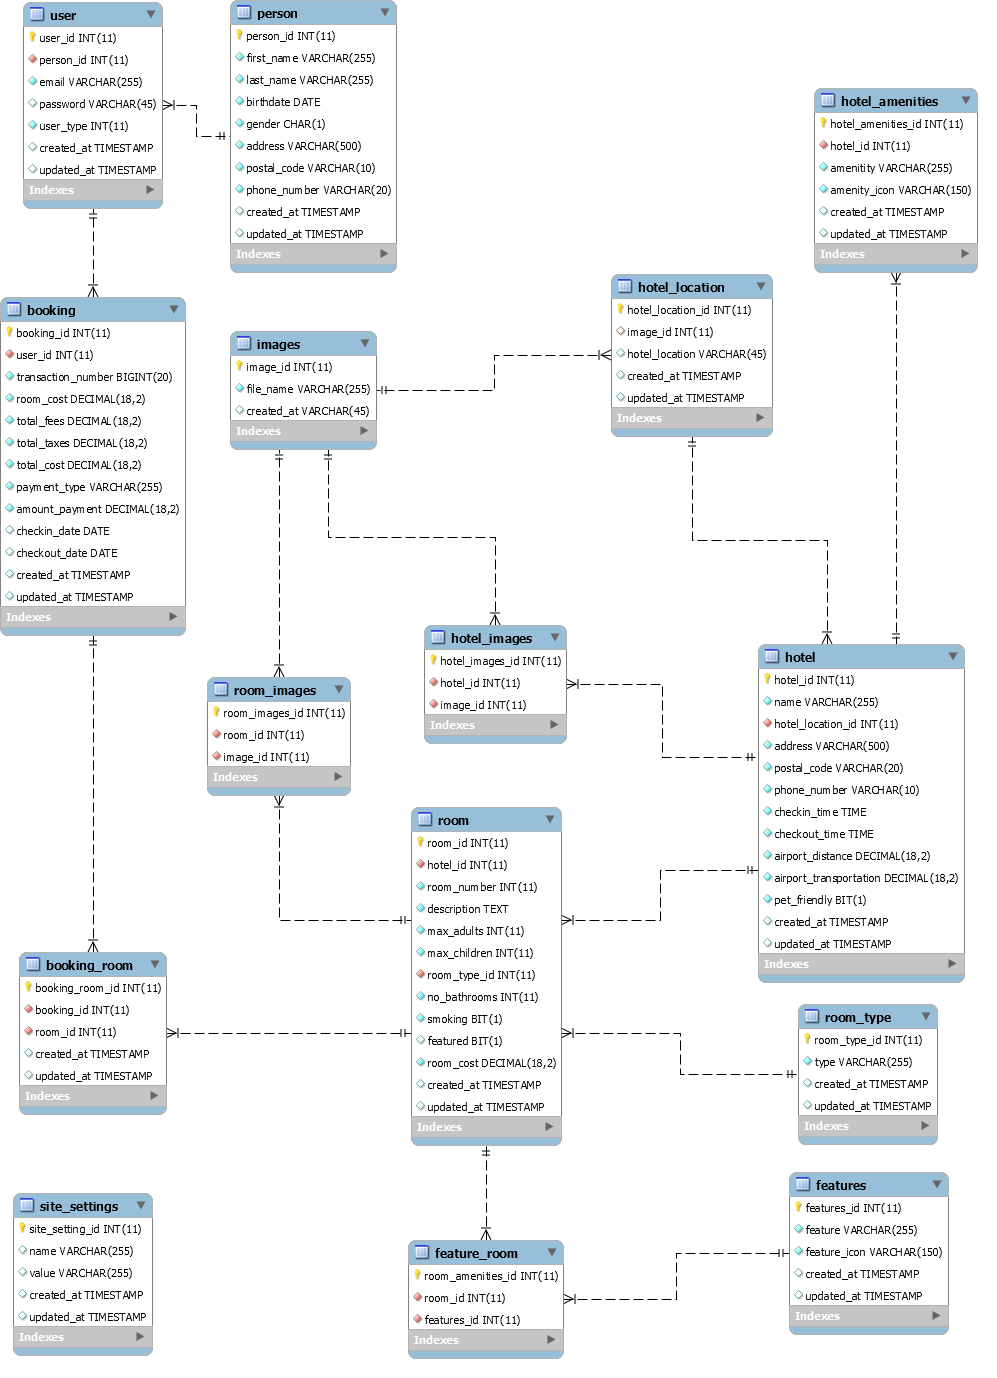 user
user_id INT(11)
person_id INT(11)
email VARCHAR(255)
password VARCHAR(45)
user_type INT(11)
created_at TIMESTAMP
updated_at TIMESTAMP
Indexes
person
person_id INT(11)
first_name VARCHAR(255)
last_name VARCHAR(255)
birthdate DATE
gender CHAR(1)
address VARCHAR(500)
postal_code VARCHAR(10)
phone_number VARCHAR(20)
created_at TIMESTAMP
updated_at TIMESTAMP
Indexes
hotel_amenities
hotel_amenities_id INT(11)
hotel_id INT(11)
amenitity VARCHAR(255)
amenity_icon VARCHAR(150)
created_at TIMESTAMP
updated_at TIMESTAMP
Indexes
booking
booking_id INT(11)
user_id INT(11)
transaction_number BIGINT(20)
room_cost DECIMAL(18,2)
total_fees DECIMAL(18,2)
total_taxes DECIMAL(18,2)
total_cost DECIMAL(18,2)
payment_type VARCHAR(255)
amount_payment DECIMAL(18,2)
checkin_date DATE
checkout_date DATE
created_at TIMESTAMP
updated_at TIMESTAMP
Indexes
images
image_id INT(11)
file_name VARCHAR(255)
created_at VARCHAR(45)
Indexes
hotel_location
hotel_location_id INT(11)
image_id INT(11)
hotel_location VARCHAR(45)
created_at TIMESTAMP
updated_at TIMESTAMP
Indexes
hotel_images
hotel_images_id INT(11)
hotel_id INT(11)
image_id INT(11)
Indexes
hotel
hotel_id INT(11)
name VARCHAR(255)
hotel_location_id INT(11)
address VARCHAR(500)
postal_code VARCHAR(20)
phone_number VARCHAR(10)
checkin_time TIME
checkout_time TIME
airport_distance DECIMAL(18,2)
airport_transportation DECIMAL(18,2)
pet_friendly BIT(1)
created_at TIMESTAMP
updated_at TIMESTAMP
Indexes
room_images
room_images_id INT(11)
room_id INT(11)
image_id INT(11)
Indexes
room
room_id INT(11)
hotel_id INT(11)
room_number INT(11)
description TEXT
max_adults INT(11)
max_children INT(11)
room_type_id INT(11)
no_bathrooms INT(11)
smoking BIT(1)
featured BIT(1)
room_cost DECIMAL(18,2)
created_at TIMESTAMP
updated_at TIMESTAMP
Indexes
booking_room
booking_room_id INT(11)
booking_id INT(11)
room_id INT(11)
created_at TIMESTAMP
updated_at TIMESTAMP
Indexes
room_type
room_type_id INT(11)
type VARCHAR(255)
created_at TIMESTAMP
updated_at TIMESTAMP
Indexes
site_settings
site_setting_id INT(11)
name VARCHAR(255)
value VARCHAR(255)
created_at TIMESTAMP
updated_at TIMESTAMP
Indexes
feature_room
room_amenities_id INT(11)
room_id INT(11)
features_id INT(11)
Indexes
features
features_id INT(11)
feature VARCHAR(255)
feature_icon VARCHAR(150)
created_at TIMESTAMP
updated_at TIMESTAMP
Indexes